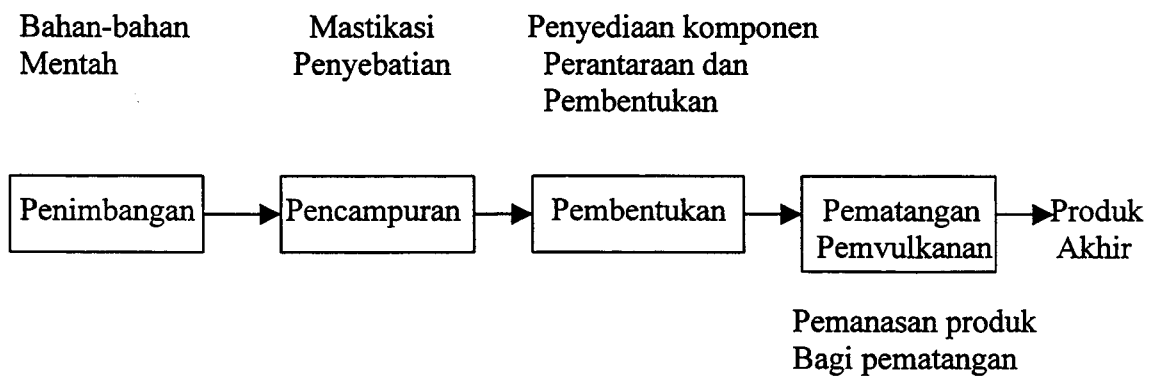 Bahan-bahan
Mentah
Mastikasi
Penyebatian
Penyediaan komponen
Perantaraan dan
Pembentukan
Penimbangan
Pencampuran
Pembentukan
Pematangan
Pemvulkanan
Produk
Akhir
Pemanasan produk
Bagi pematangan